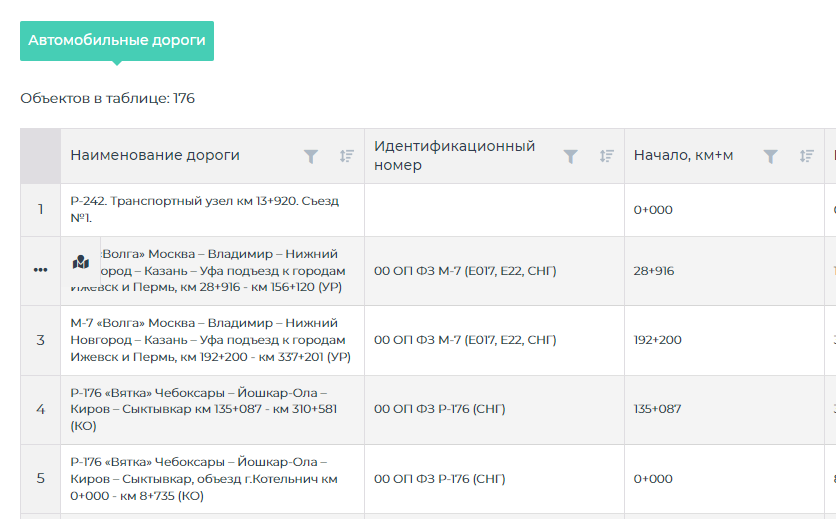 Автомобильные дороги
Объектов в таблице: 176
Наименование дороги
Идентификационный
номер
Начало, км+м
1
Р-242. Транспортный узел км 13+920. Съезд
№1.
0+000
•••
«Волга» Москва – Владимир – Нижний
ород – Казань – Уфа подъезд к городам
Ижевск и Пермь, км 28+916 - км 156+120 (УР)
00 ОП ФЗ М-7 (Е017, Е22, СНГ)
28+916
3
М-7 «Волга» Москва – Владимир – Нижний
Новгород – Казань – Уфа подъезд к городам
Ижевск и Пермь, км 192+200 - км 337+201 (УР)
00 ОП ФЗ М-7 (Е017, Е22, СНГ)
192+200
4
Р-176 «Вятка» Чебоксары – Йошкар-Ола –
Киров – Сыктывкар км 135+087 - км 310+581
(КО)
00 ОП ФЗ Р-176 (СНГ)
135+087
5
Р-176 «Вятка» Чебоксары – Йошкар-Ола –
Киров – Сыктывкар, объезд г.Котельнич км
0+000 - км 8+735 (КО)
00 ОП ФЗ Р-176 (СНГ)
0+000